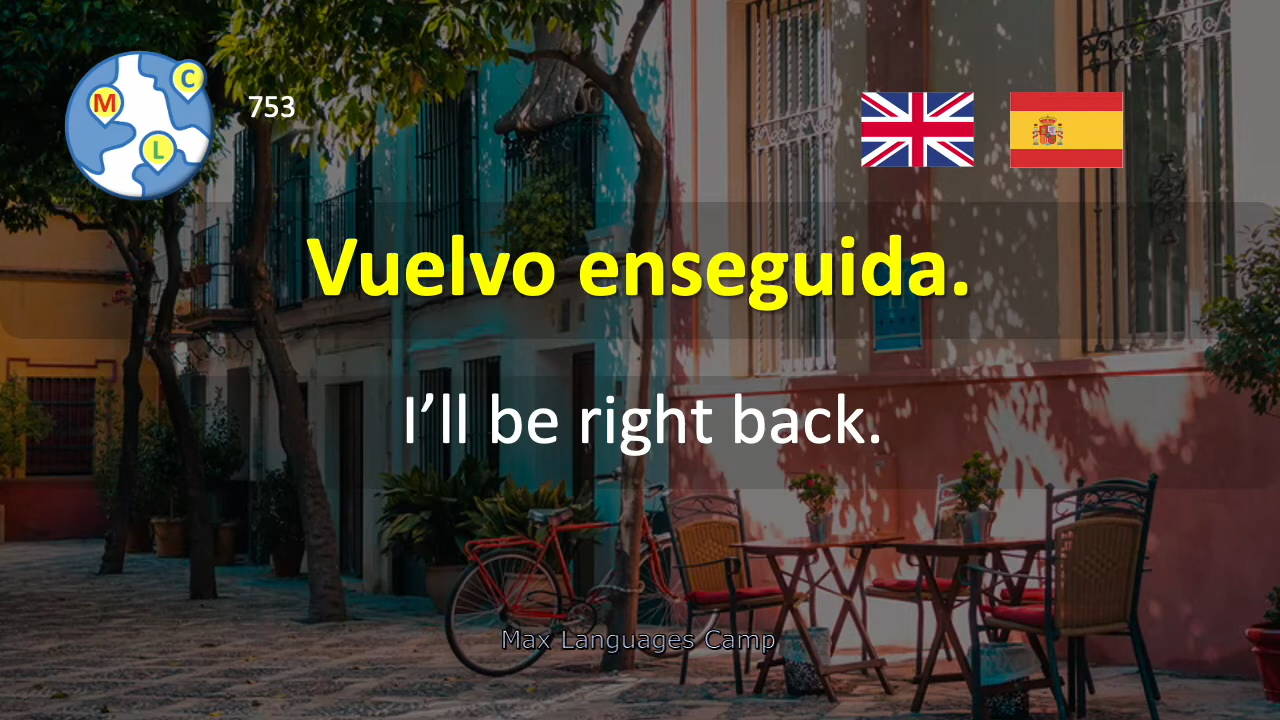 M
C
L
753
Vuelvo enseguida.
I’ll be right back.
Max Languages Camp